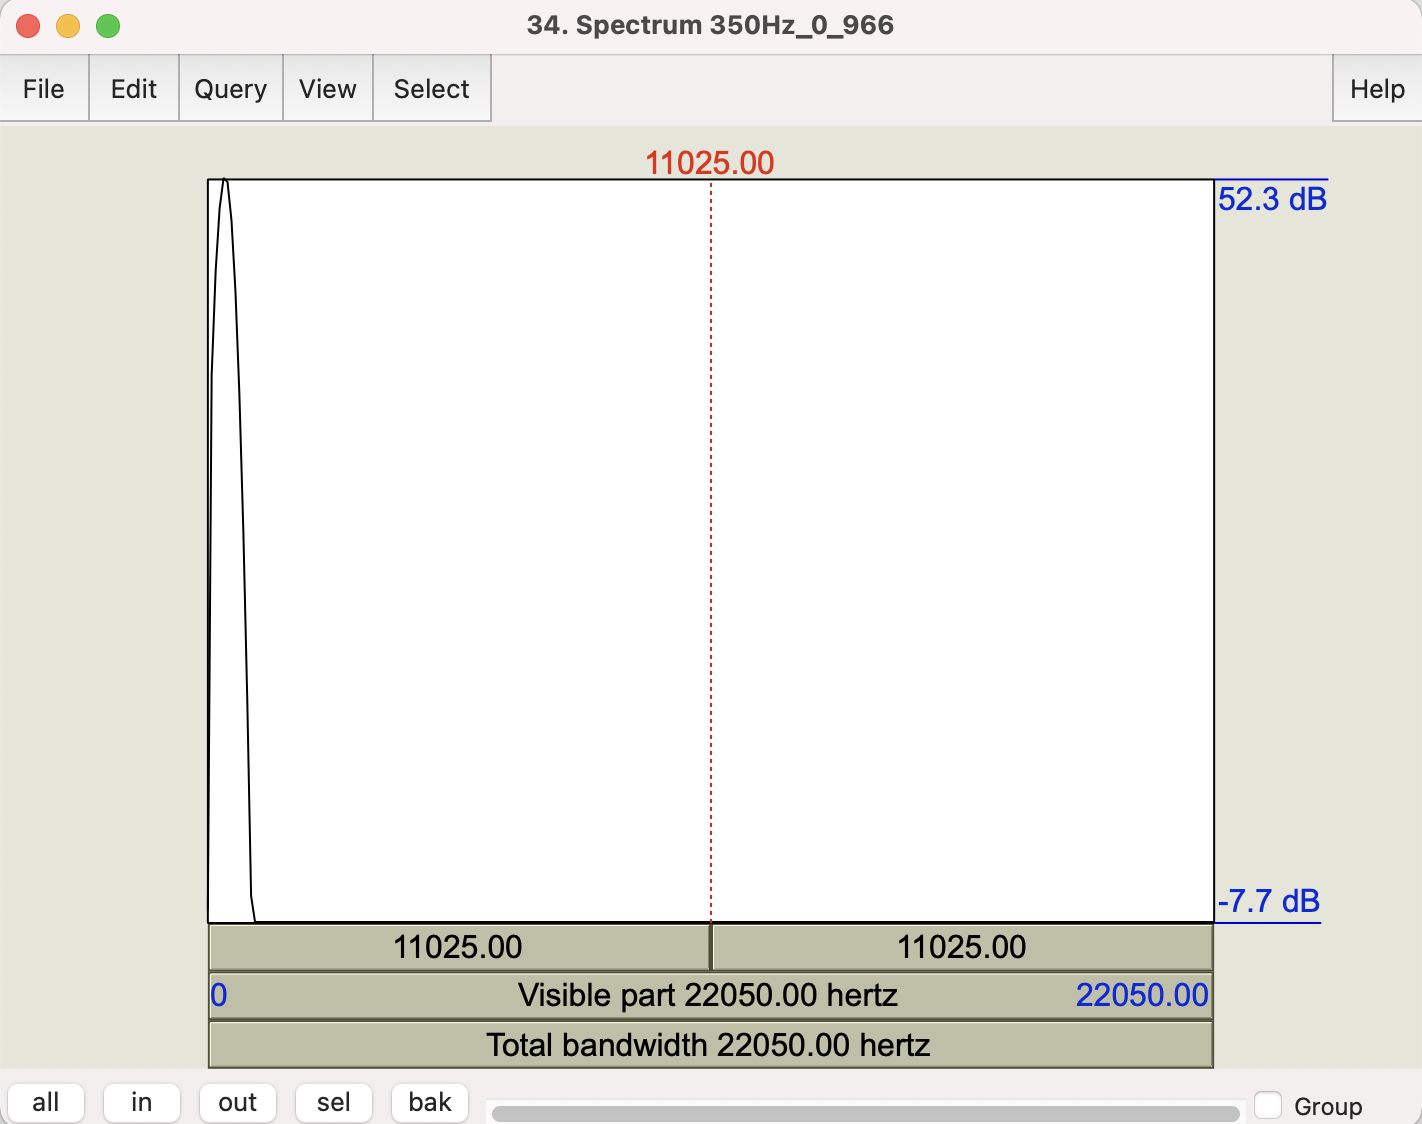 34. Spectrum 350Hz_0_966
File Edit Query View Select Help
11025.00
52.3 dB
-7.7 dB
11025.00 11025.00
0 Visible part 22050.00 hertz 22050.00
Total bandwidth 22050.00 hertz
all in out sel bak Group